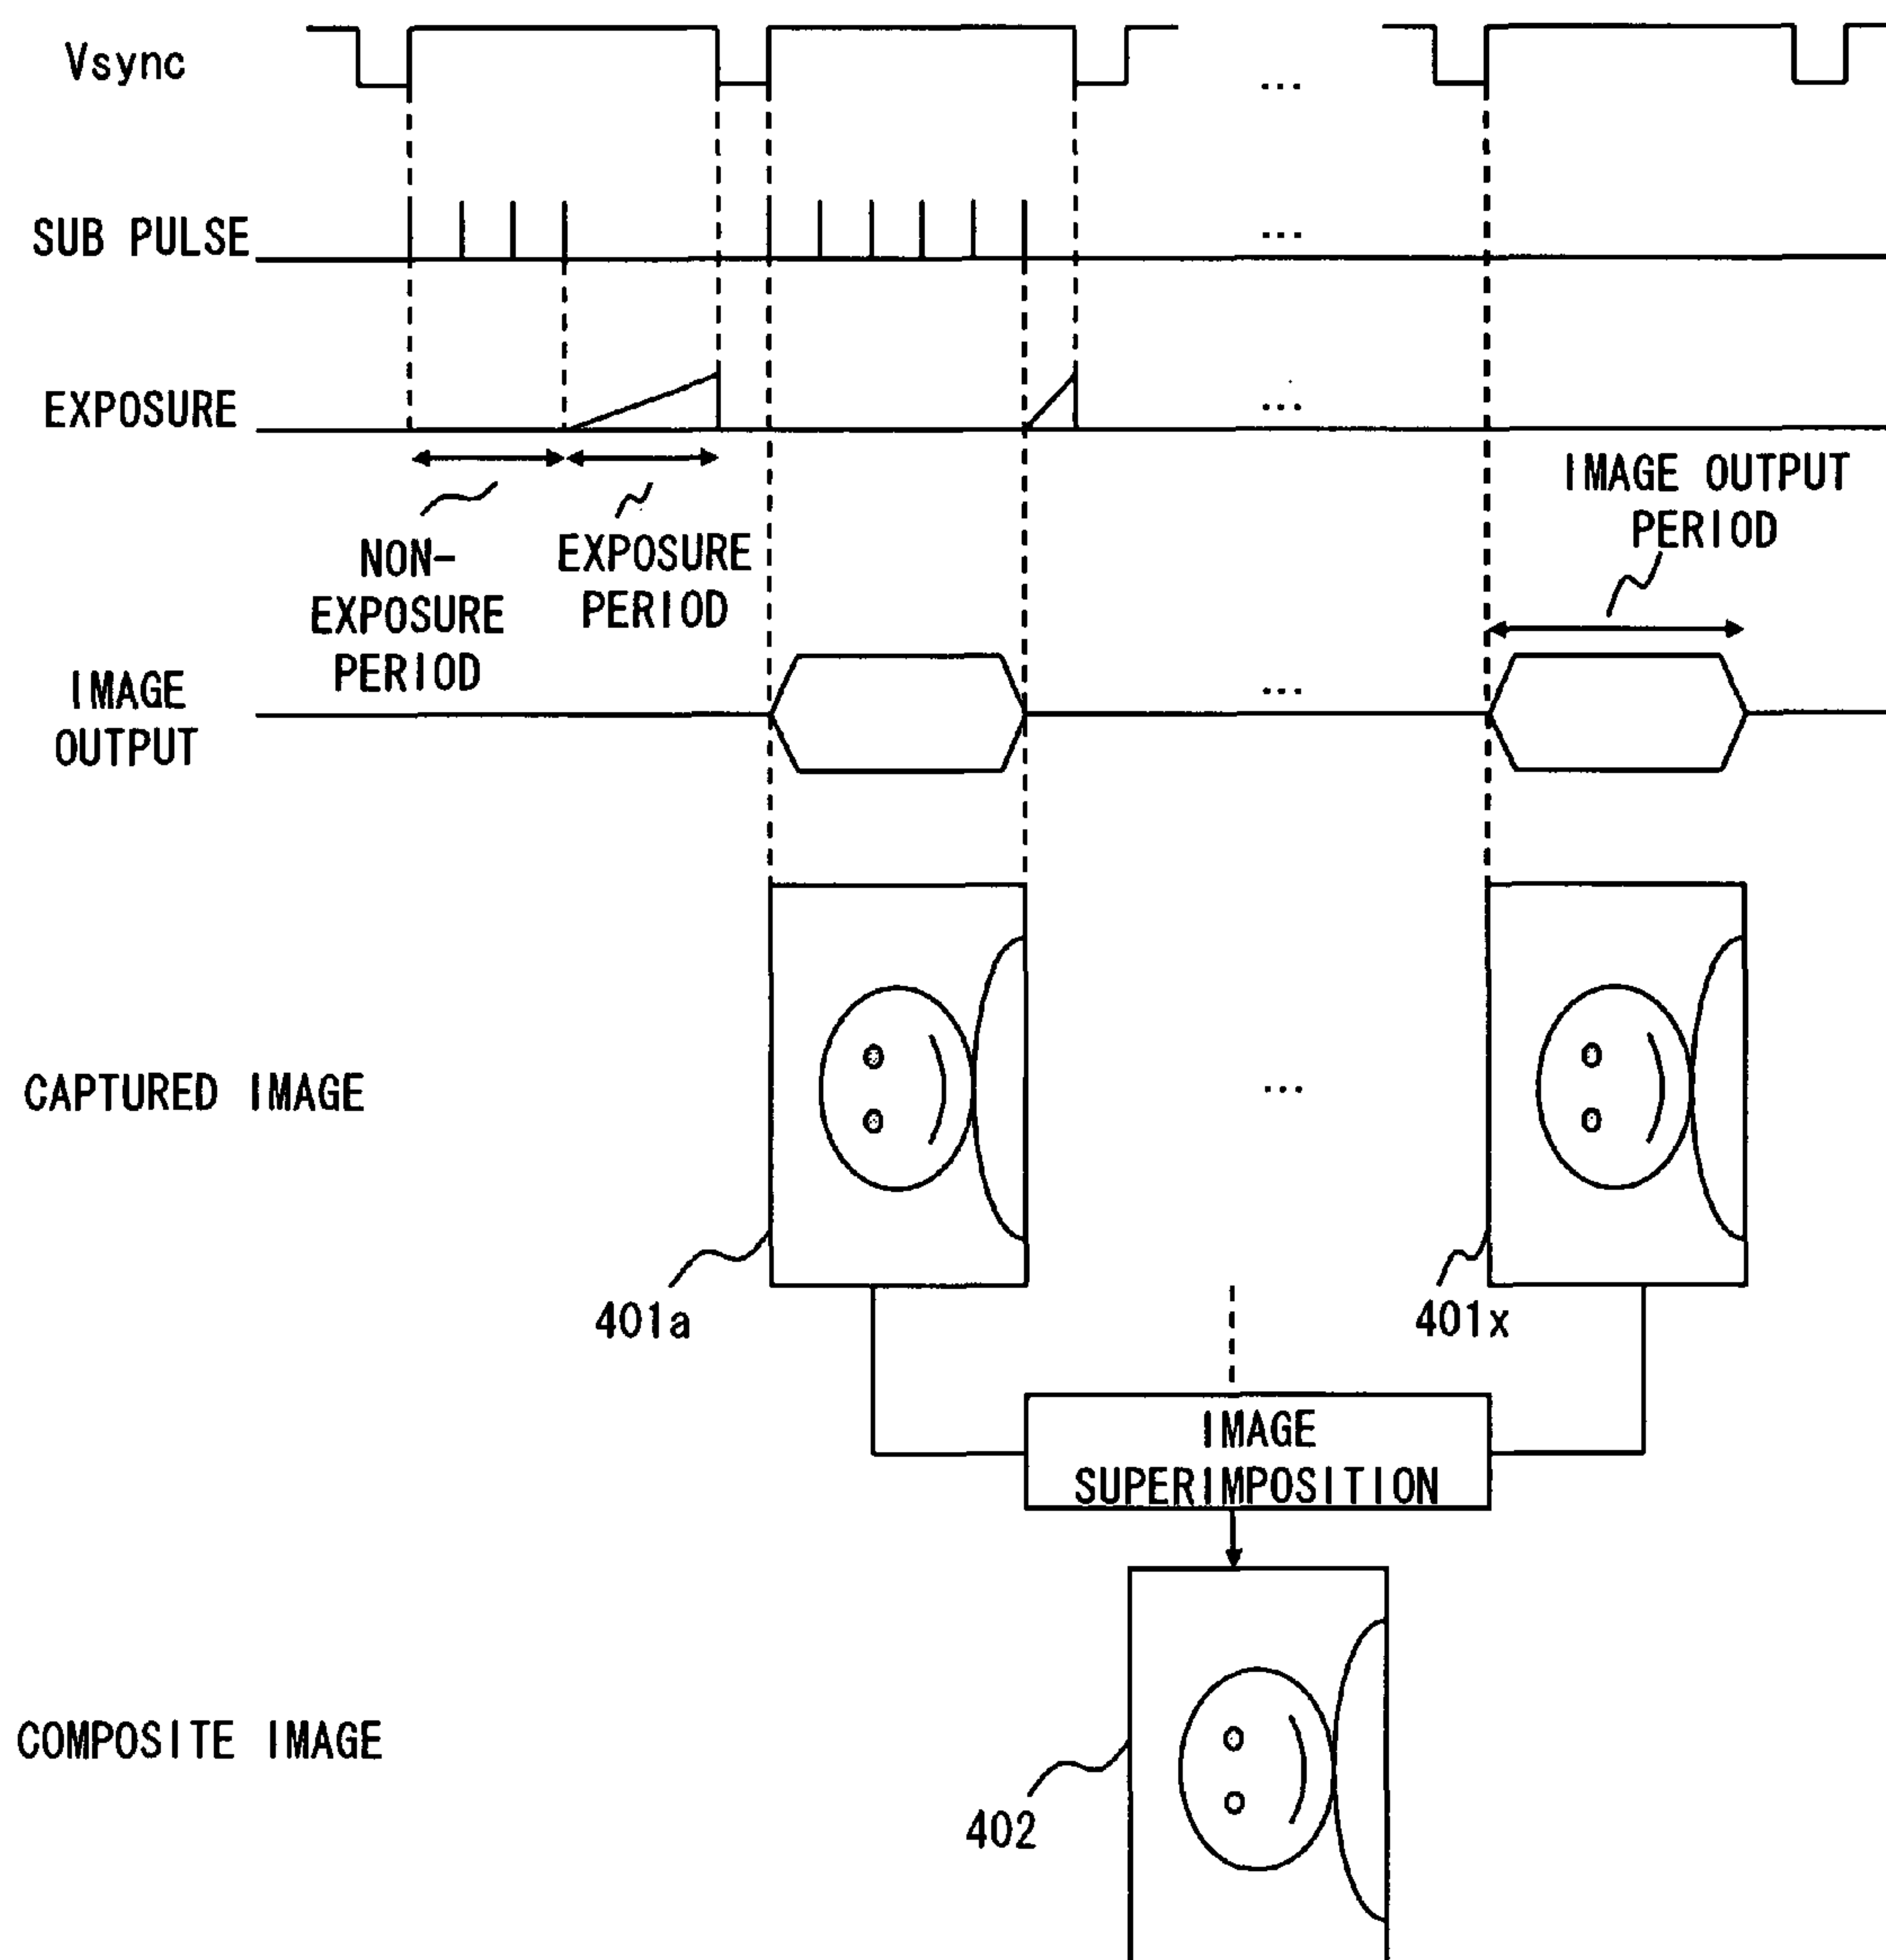 Vsync
...
SUB PULSE
...
EXPOSURE
...
IMAGE OUTPUT
PERIOD
NON-
EXPOSURE
PERIOD
EXPOSURE
PERIOD
IMAGE
OUTPUT
...
CAPTURED IMAGE
...
401a
401x
IMAGE
SUPERIMPOSITION
COMPOSITE IMAGE
402